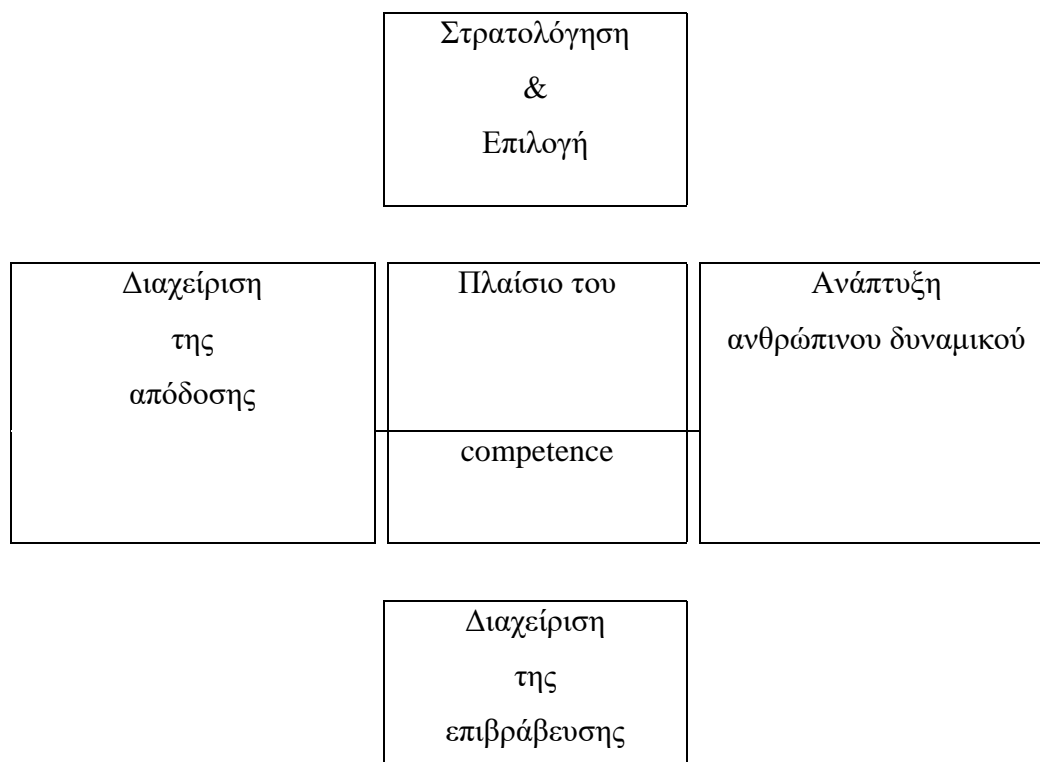 Στρατολόγηση
&
Επιλογή
Διαχείριση
της
απόδοσης
Πλαίσιο του
competence
Ανάπτυξη
ανθρώπινου δυναμικού
Διαχείριση
της
επιβράβευσης